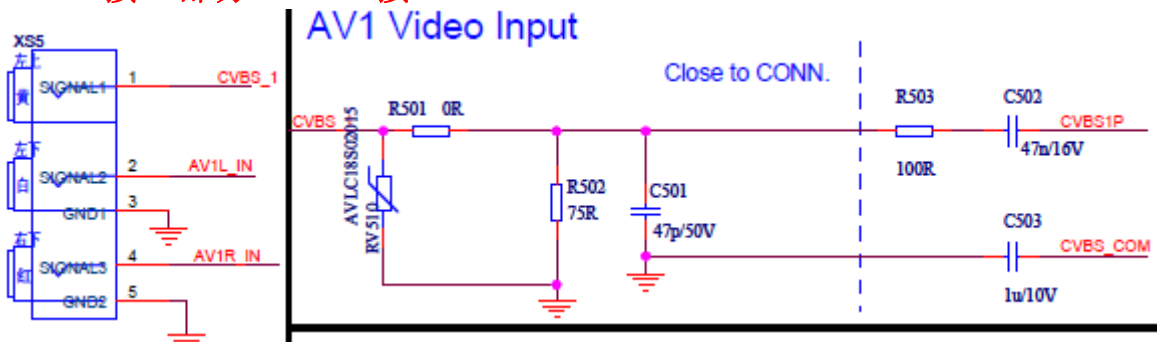 AV1 Video Input
XS5
左上
黄
SIGNAL1
1
CVBS_1
左下
白
SIGNAL2
2
AV1L_IN
GND1
3
右下
红
SIGNAL3
4
AV1R_IN
GND2
5
Close to CONN.
CVBS
R501 0R
AVLC18S02015
RV510
R502
75R
C501
47p/50V
R503
100R
C502
47n/16V
CVBS1P
C503
1u/10V
CVBS_COM